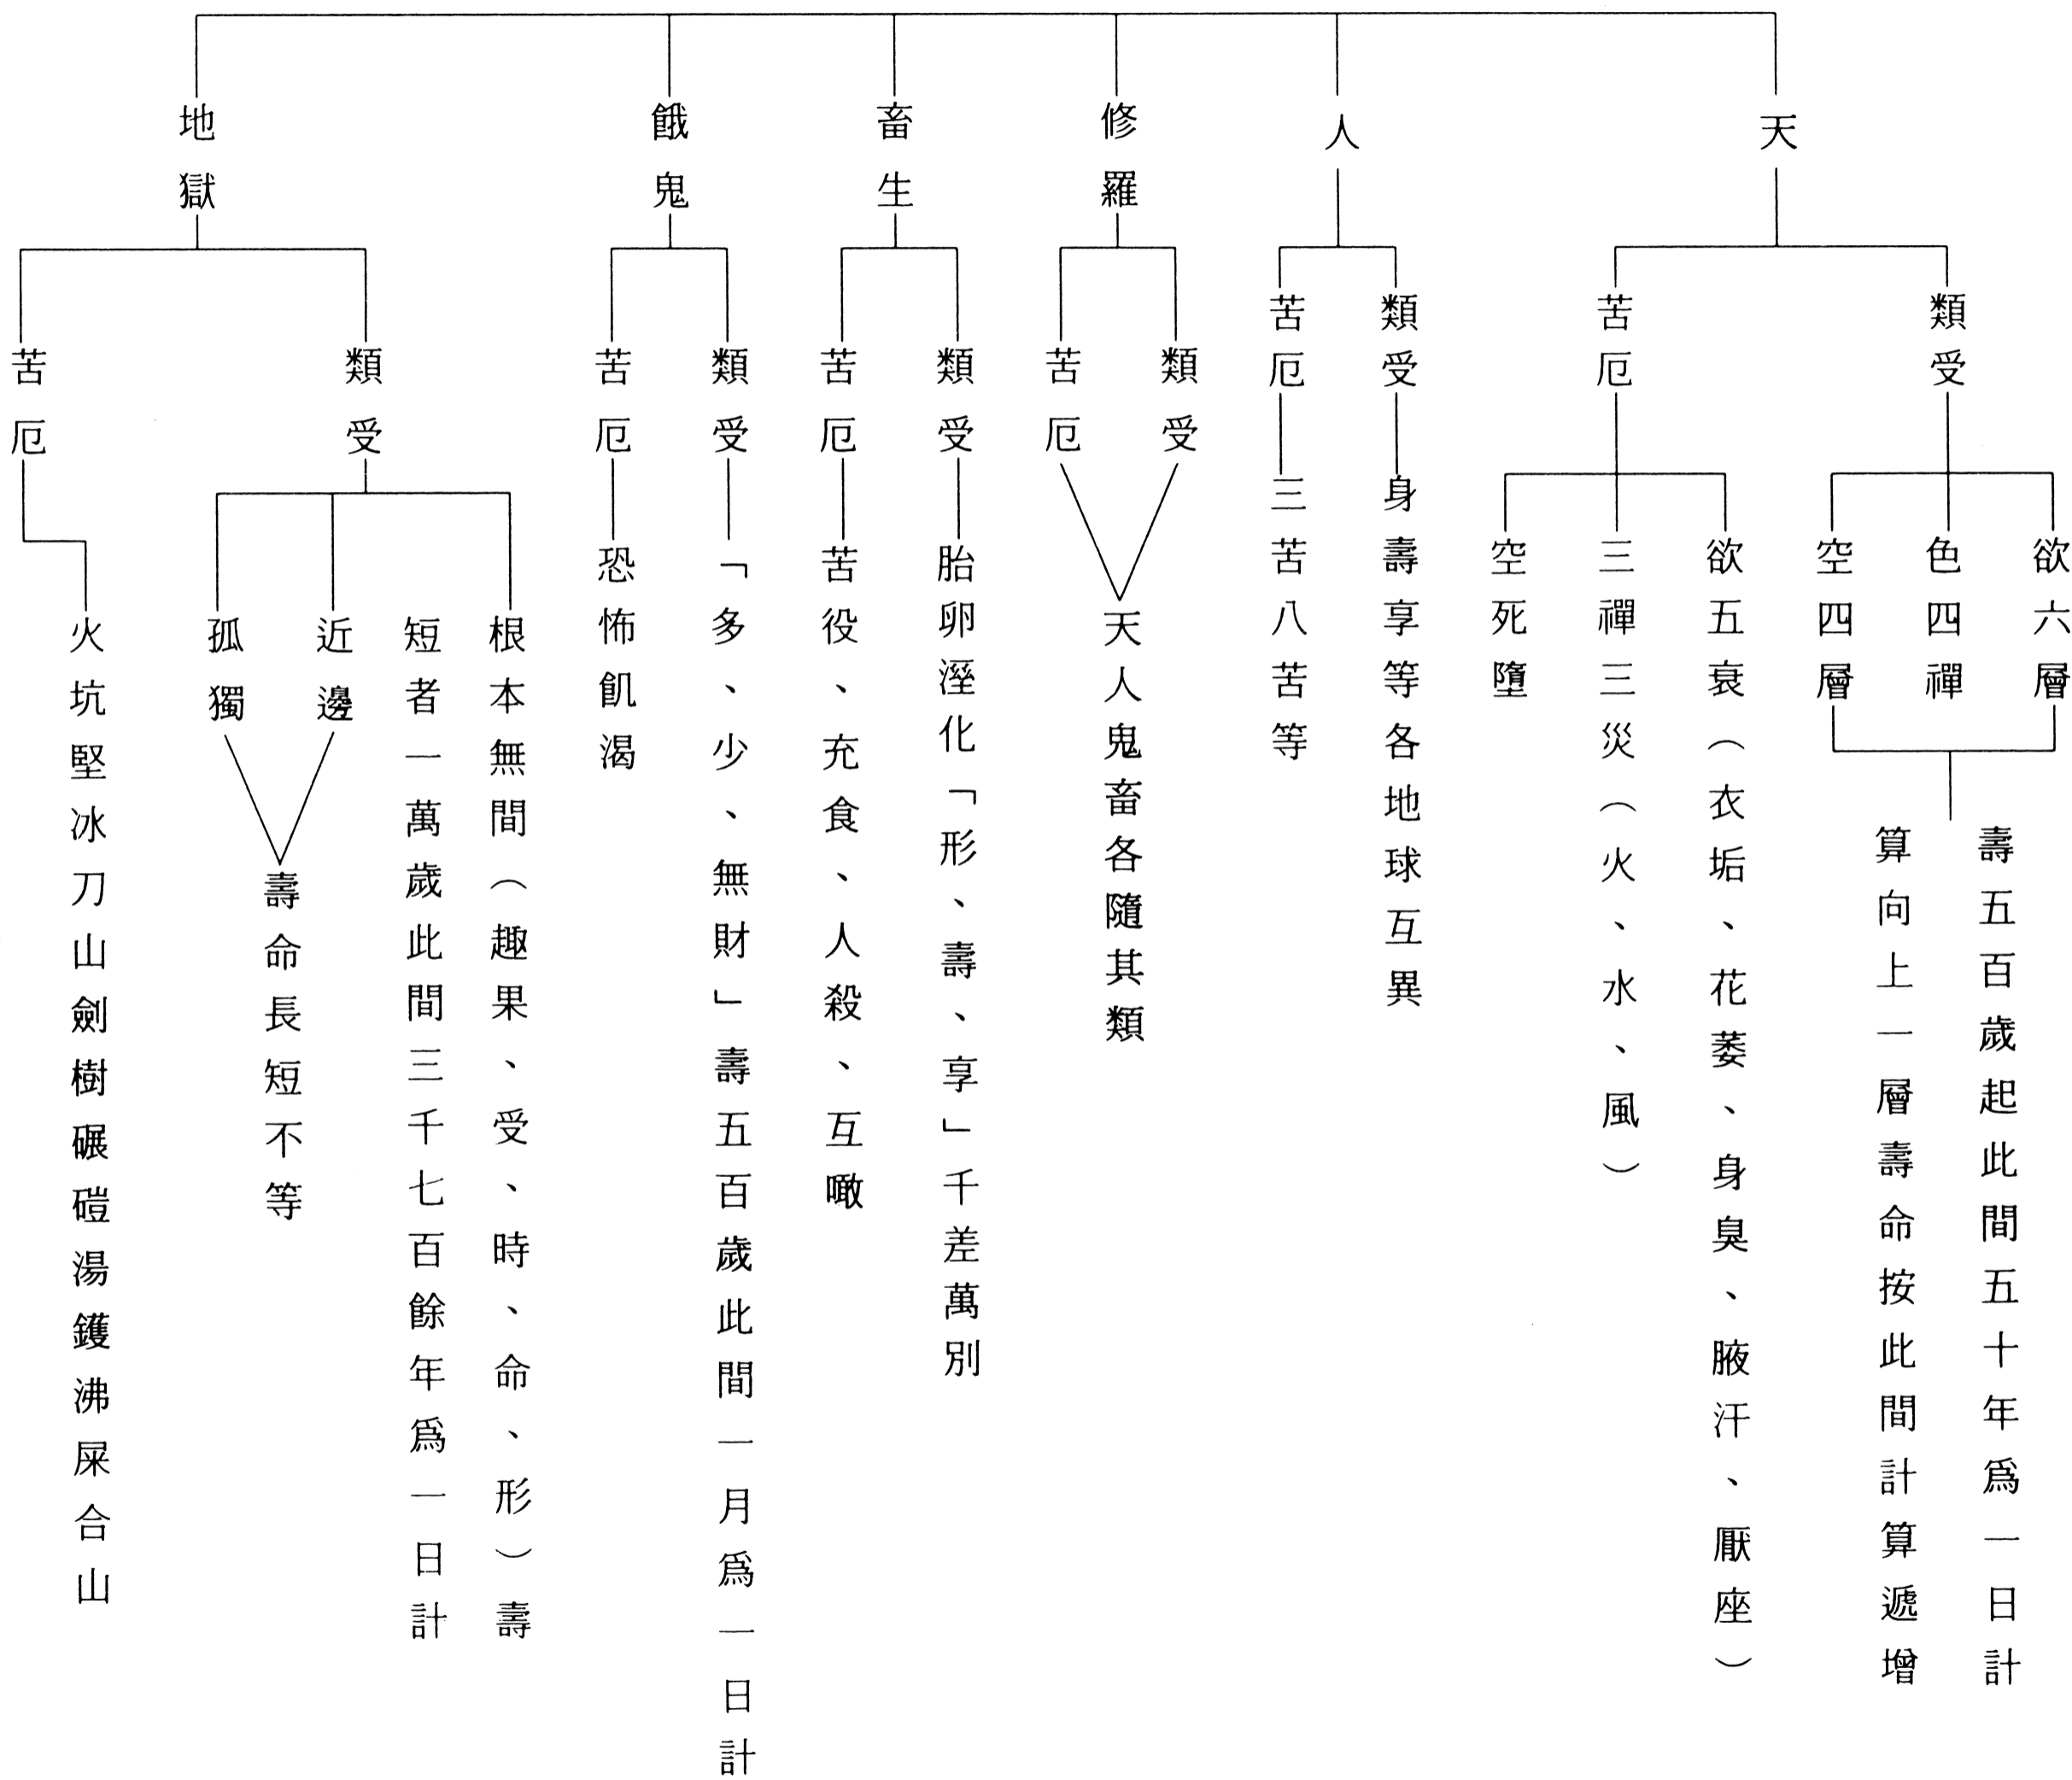 天
類受
欲六層
色四禪
空四層
壽五百歲起此間五十年爲一日計
算向上一層壽命按此間計算遞增
苦厄
欲五衰（衣垢、花萎、身臭、腋汗、厭座）
三禪三災（火、水、風）
空死墮
人
類受
身壽享等各地球互異
苦厄
三苦八苦等
修羅
類受
苦厄
天人鬼畜各隨其類
畜生
類受
胎卵溼化「形、壽、享」千差萬別
苦厄
苦役、充食、人殺、互噉
餓鬼
類受
「多、少、無財」壽五百歲此間一月爲一日計
苦厄
恐怖飢渴
地獄
類受
根本無間（趣果、受、時、命、形）壽
短者一萬歲此間三千七百餘年爲一日計
近邊
孤獨
壽命長短不等
苦厄
火坑堅冰刀山劍樹碾磑湯鑊沸屎合山